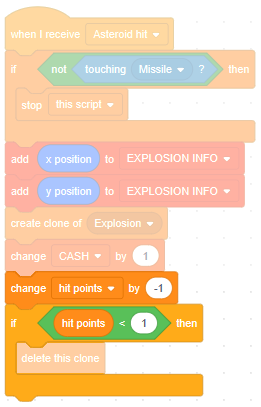 when I receive Asteroid hit
if not touching Missile ? then
stop this script
add x position to EXPLOSION INFO
add y position to EXPLOSION INFO
create clone of Explosion
change CASH by 1
change hit points by -1
if hit points < 1 then
delete this clone